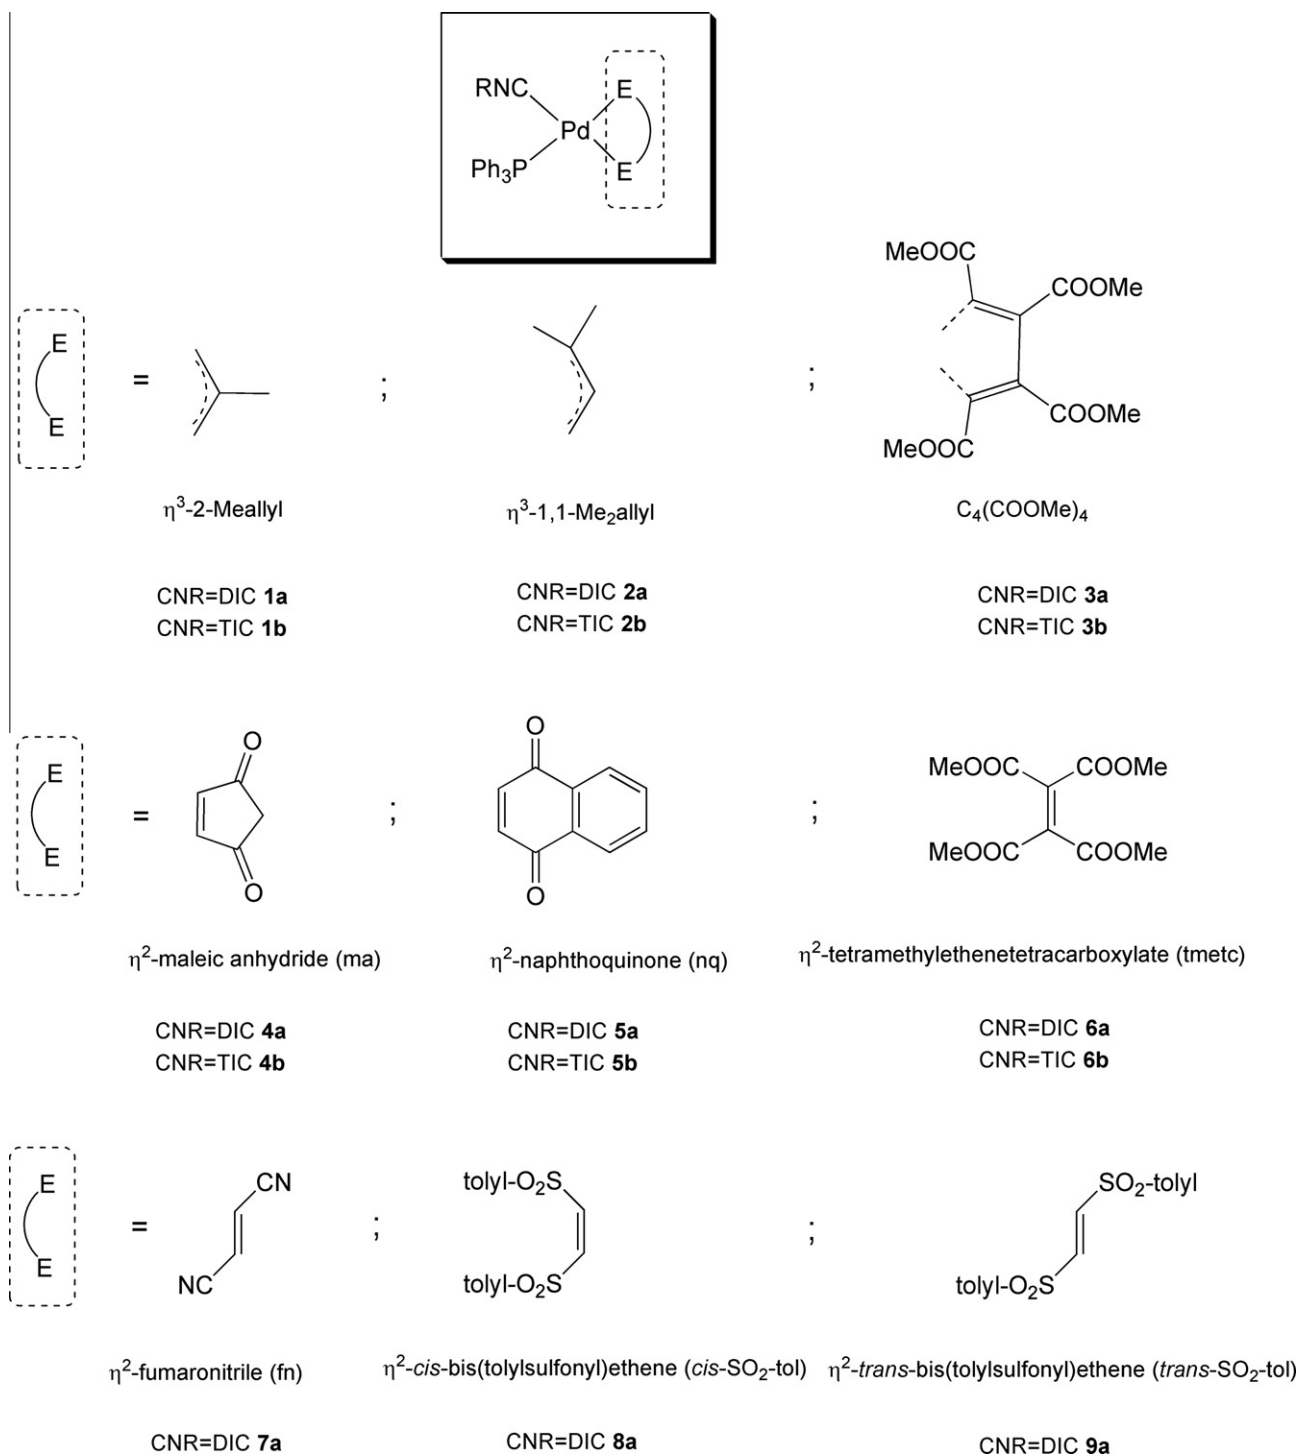 RNC
E
Pd
Ph3P
E
MeOOC
COOMe
E
E
=
;
;
COOMe
MeOOC
η3-2-Meallyl
η3-1,1-Me2allyl
C4(COOMe)4
CNR=DIC 1a
CNR=TIC 1b
CNR=DIC 2a
CNR=TIC 2b
CNR=DIC 3a
CNR=TIC 3b
E
E
=
O
O
;
O
O
;
MeOOC
COOMe
MeOOC
COOMe
η2-maleic anhydride (ma)
η2-naphthoquinone (nq)
η2-tetramethylethenetetracarboxylate (tmetc)
CNR=DIC 4a
CNR=TIC 4b
CNR=DIC 5a
CNR=TIC 5b
CNR=DIC 6a
CNR=TIC 6b
E
E
=
CN
NC
;
tolyl-O2S
tolyl-O2S
;
SO2-tolyl
tolyl-O2S
η2-fumaronitrile (fn)
η2-cis-bis(tolylsulfonyl)ethene (cis-SO2-tol)
η2-trans-bis(tolylsulfonyl)ethene (trans-SO2-tol)
CNR=DIC 7a
CNR=DIC 8a
CNR=DIC 9a